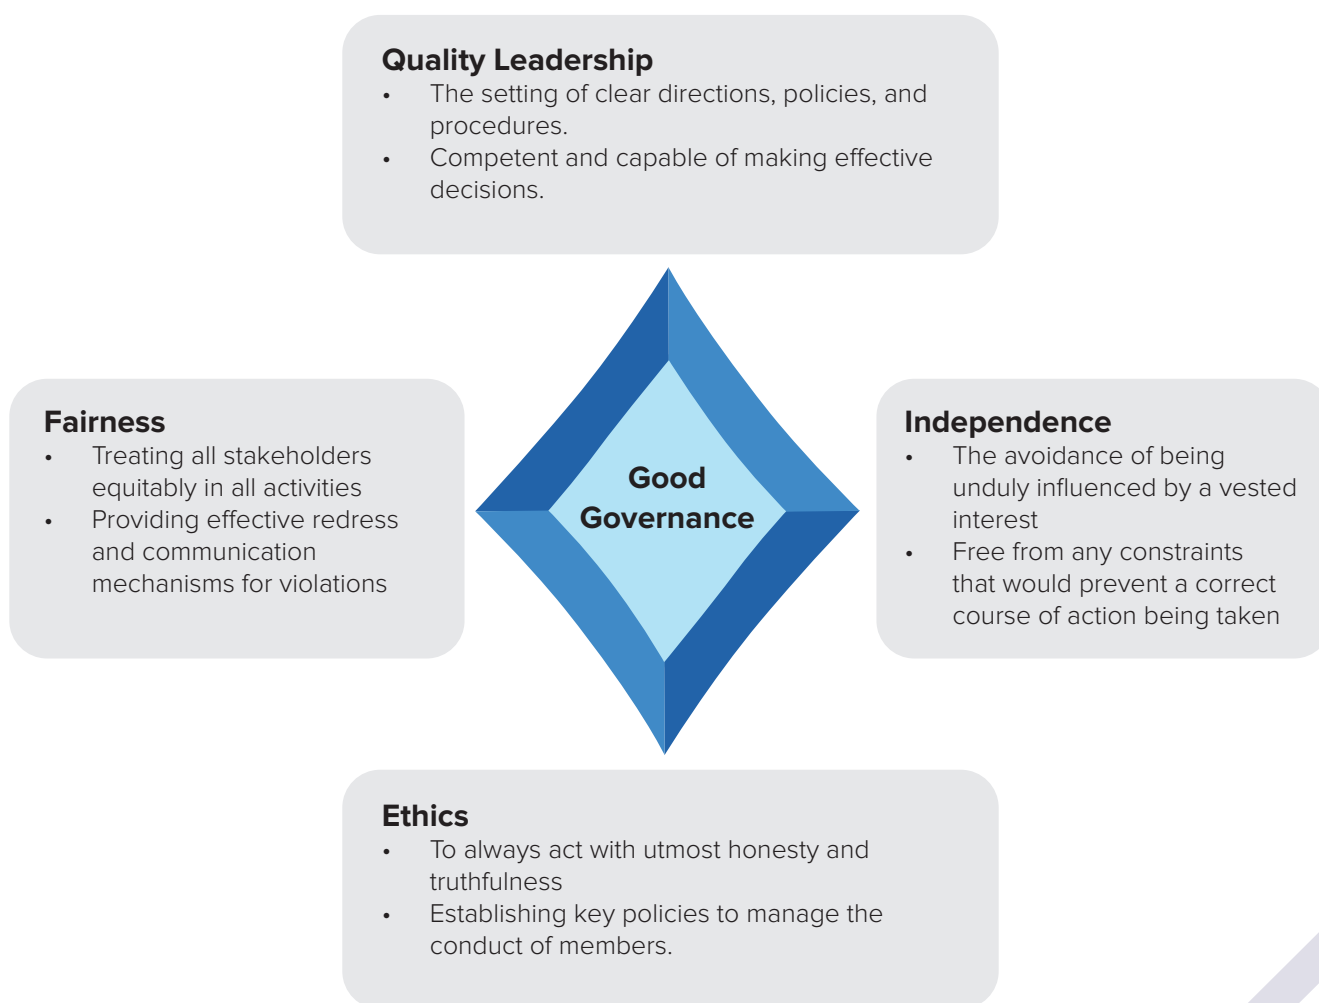 Quality Leadership
• The setting of clear directions, policies, and
procedures.
• Competent and capable of making effective
decisions.
Fairness
• Treating all stakeholders
equitably in all activities
• Providing effective redress
and communication
mechanisms for violations
Good
Governance
Independence
• The avoidance of being
unduly influenced by a vested
interest
• Free from any constraints
that would prevent a correct
course of action being taken
Ethics
• To always act with utmost honesty and
truthfulness
• Establishing key policies to manage the
conduct of members.